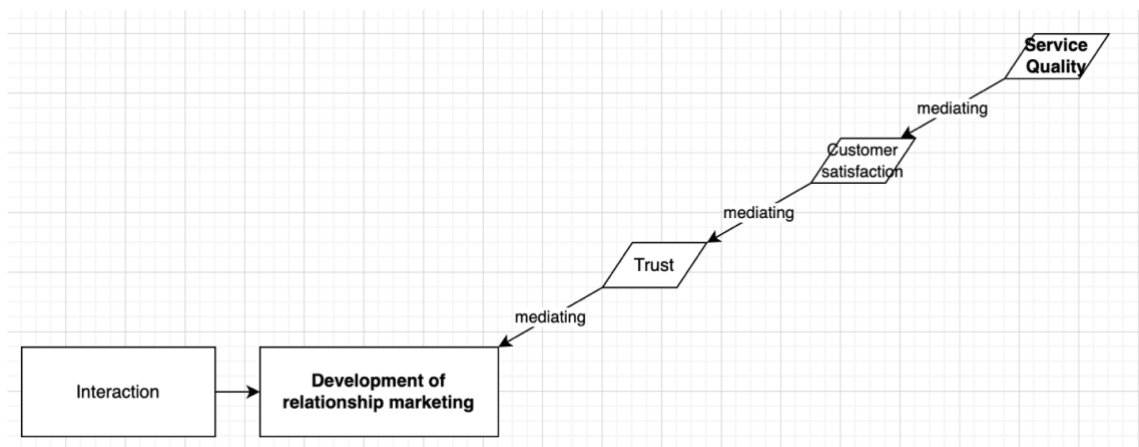 Service
Quality
mediating
Customer
satisfaction
mediating
Trust
mediating
Interaction
Development of
relationship marketing